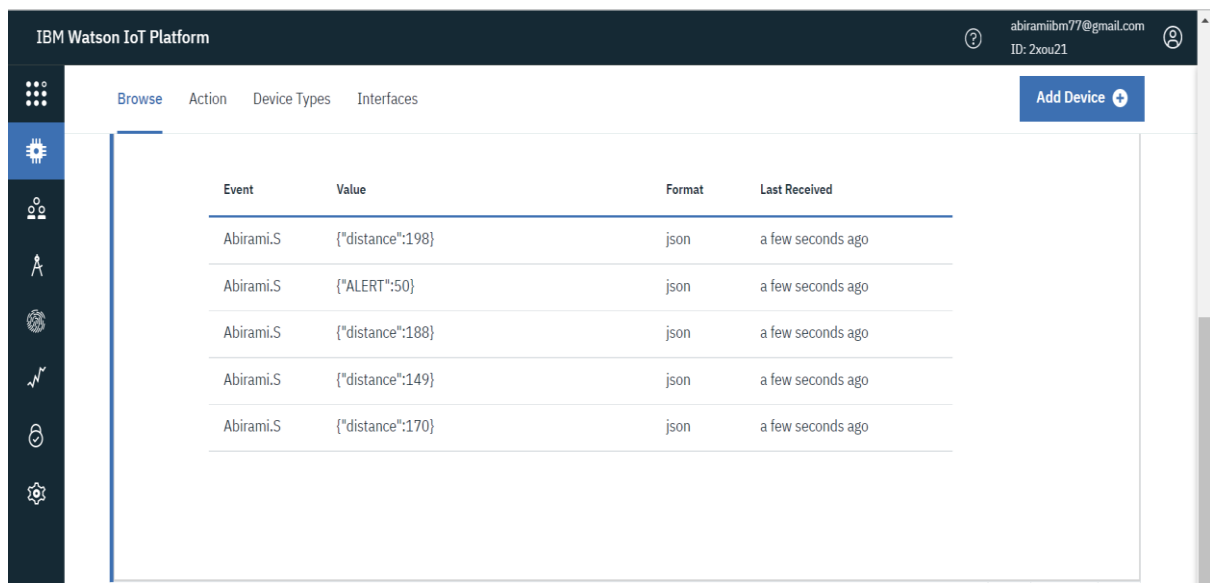 IBM Watson IoT Platform
abiramiibm77@gmail.com
ID: 2xou21
Browse Action Device Types Interfaces
Add Device
Event Value Format Last Received
Abirami.S {"distance":198} json a few seconds ago
Abirami.S {"ALERT":50} json a few seconds ago
Abirami.S {"distance":188} json a few seconds ago
Abirami.S {"distance":149} json a few seconds ago
Abirami.S {"distance":170} json a few seconds ago